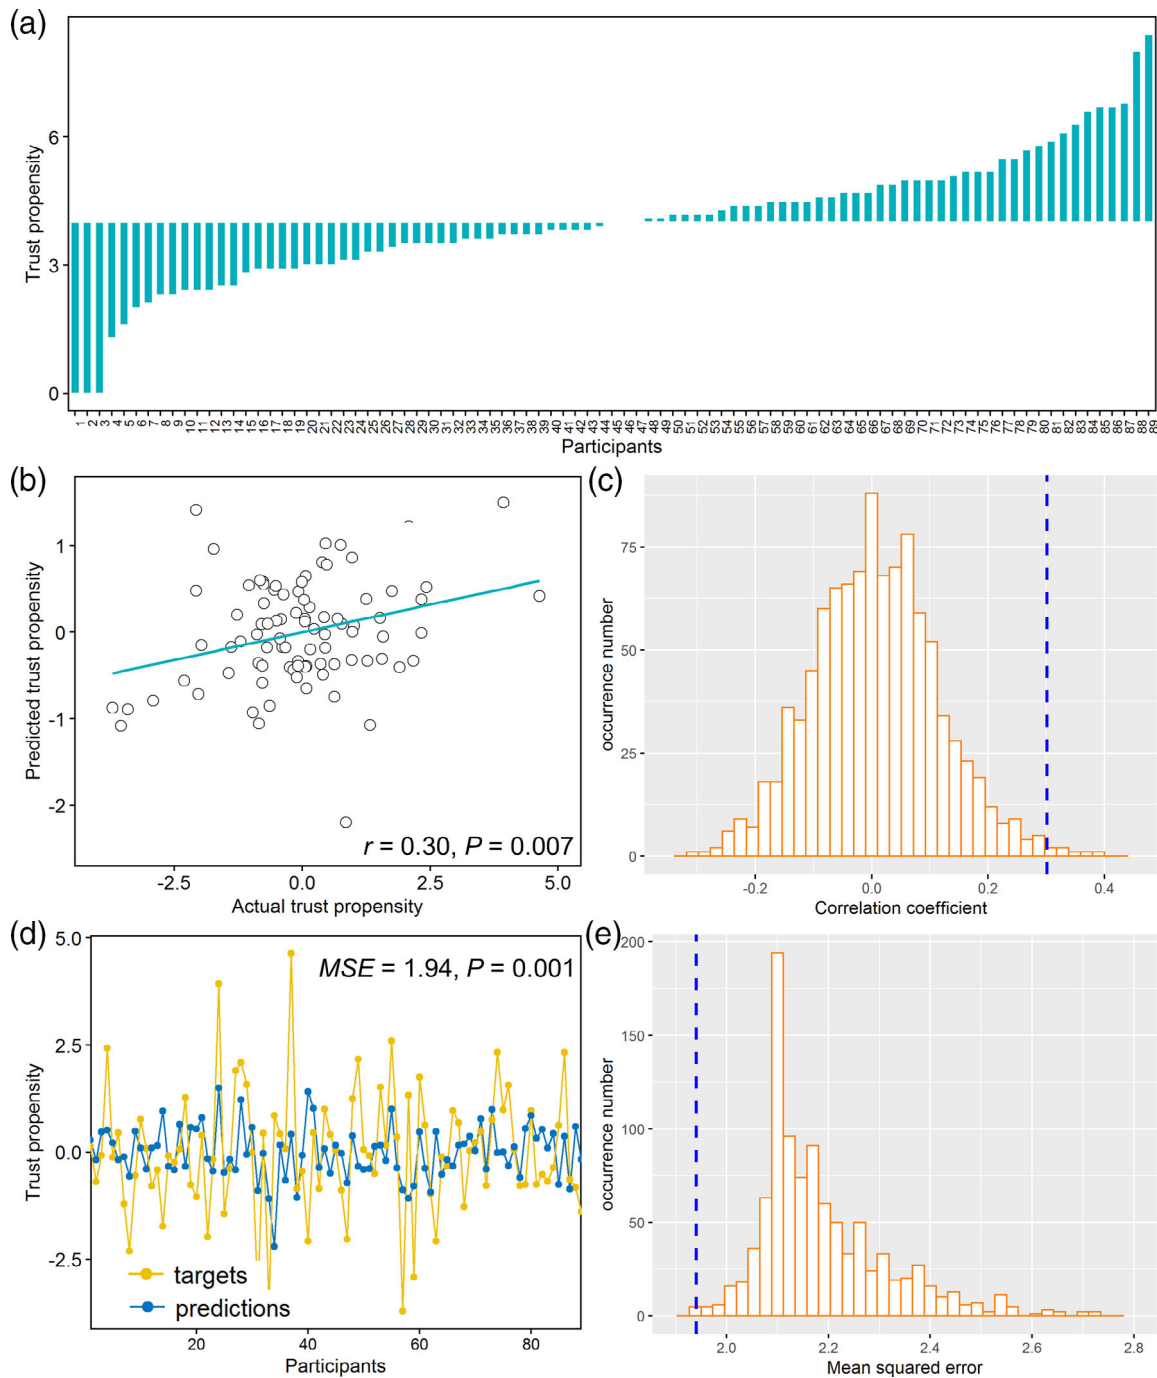 (a)
Trust propensity
6
3
0
1 2 3 4 5 6 7 8 9 10 11 12 13 14 15 16 17 18 19 20 21 22 23 24 25 26 27 28 29 30 31 32 33 34 35 36 37 38 39 40 41 42 43 44 45 46 47 48 49 50 51 52 53 54 55 56 57 58 59 60 61 62 63 64 65 66 67 68 69 70 71 72 73 74 75 76 77 78 79 80 81 82 83 84 85 86 87 88 89
Participants
(b)
Predicted trust propensity
1
0
-1
-2
r = 0.30, P = 0.007
-2.5 0.0 2.5 5.0
Actual trust propensity
(c)
occurrence number
75
50
25
0
-0.2 0.0 0.2 0.4
Correlation coefficient
(d)
Trust propensity
5.0
2.5
0.0
-2.5
MSE = 1.94, P = 0.001
targets
predictions
20 40 60 80
Participants
(e)
occurrence number
200
150
100
50
0
2.0 2.2 2.4 2.6 2.8
Mean squared error